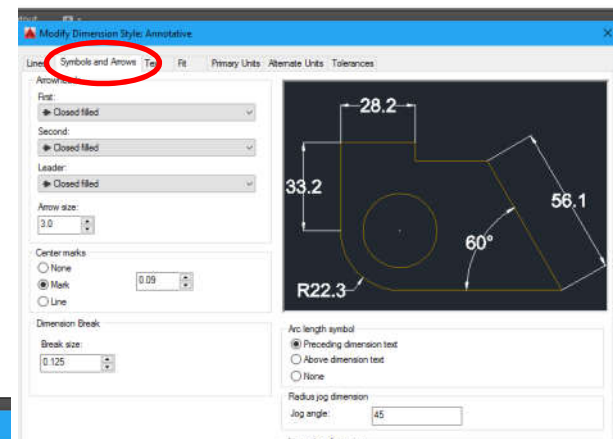 Modify Dimension Style: Annotative
Symbols and Arrows Fit Primary Units Alternate Units Tolerances
First:
Closed filled
Second:
Closed filled
Leader:
Closed filled
Arrow size:
3.0
Center marks
None
Mark 0.09
Line
Dimension Break
Break size:
0.125
28.2
33.2
56.1
60°
R22.3
Arc length symbol
Preceding dimension text
Above dimension text
None
Radius jog dimension
Jog angle: 45